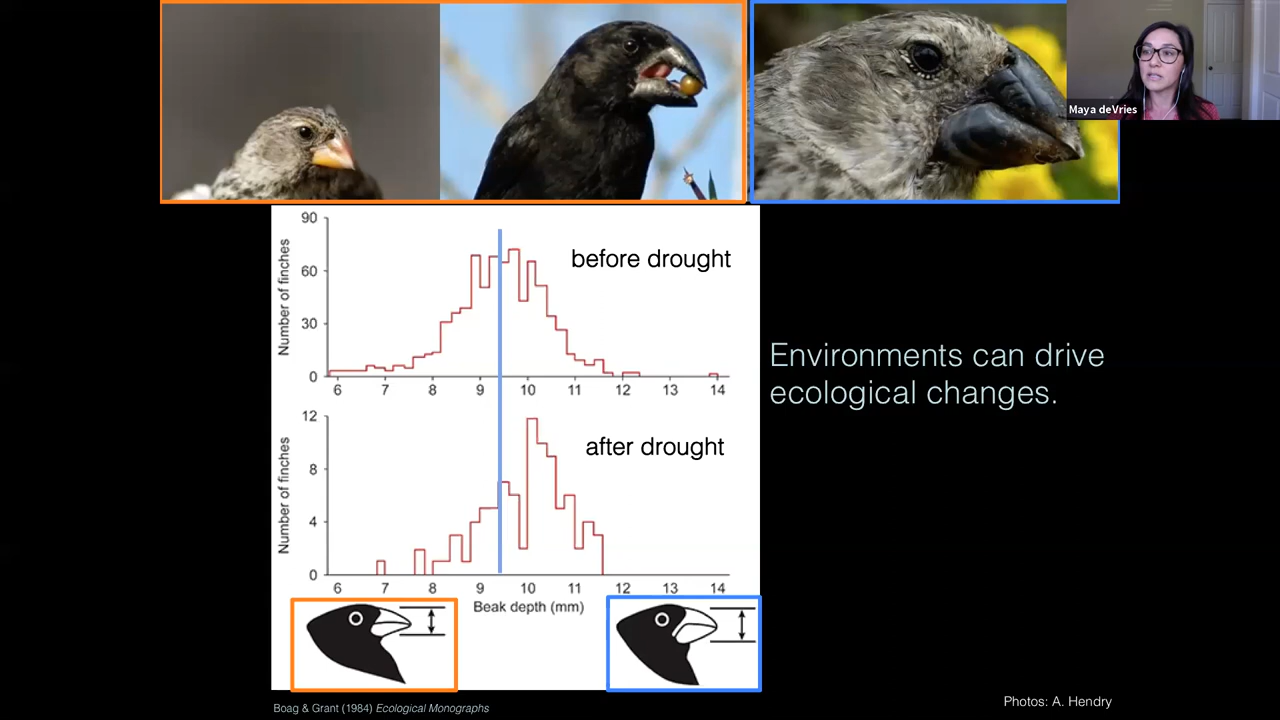 Maya deVries
90
60
30
0
Number of finches
before drought
6 7 8 9 10 11 12 13 14
Environments can drive
ecological changes.
12
8
4
0
Number of finches
after drought
6 7 8 9 10 11 12 13 14
Beak depth (mm)
Boag & Grant (1984) Ecological Monographs
Photos: A. Hendry